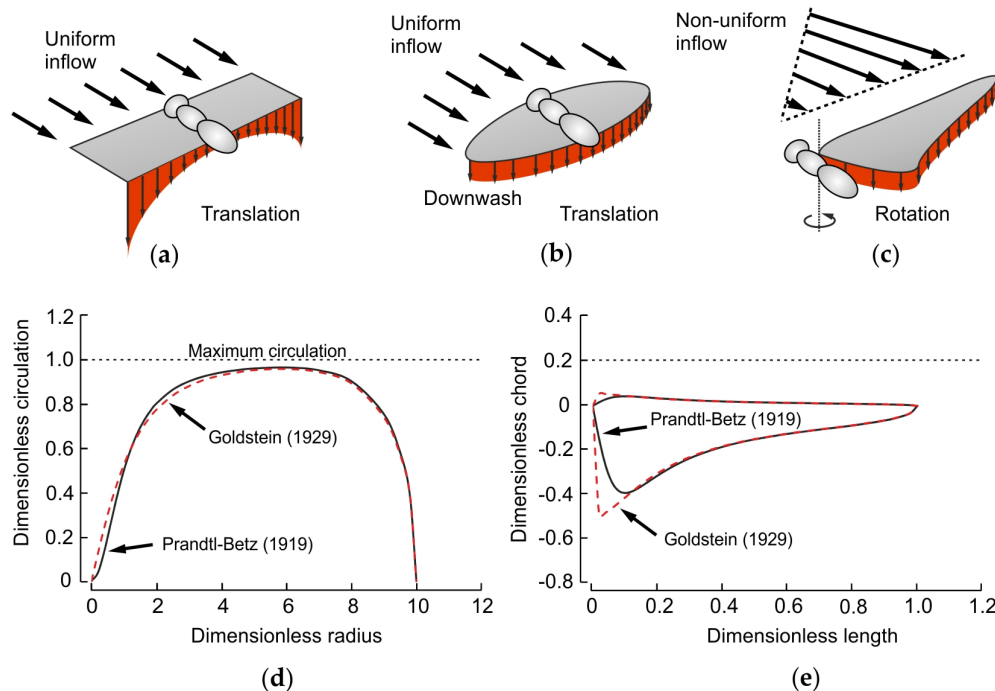 Uniform
inflow
Translation
(a)
Uniform
inflow
Downwash
Translation
(b)
Non-uniform
inflow
Rotation
(c)
Dimensionless circulation
1.2
1.0
0.8
0.6
0.4
0.2
0
Maximum circulation
Goldstein (1929)
Prandtl-Betz (1919)
0 2 4 6 8 10 12
Dimensionless radius
(d)
Dimensionless chord
0.4
0.2
0
-0.2
-0.4
-0.6
-0.8
Prandtl-Betz (1919)
Goldstein (1929)
0 0.2 0.4 0.6 0.8 1.0 1.2
Dimensionless length
(e)